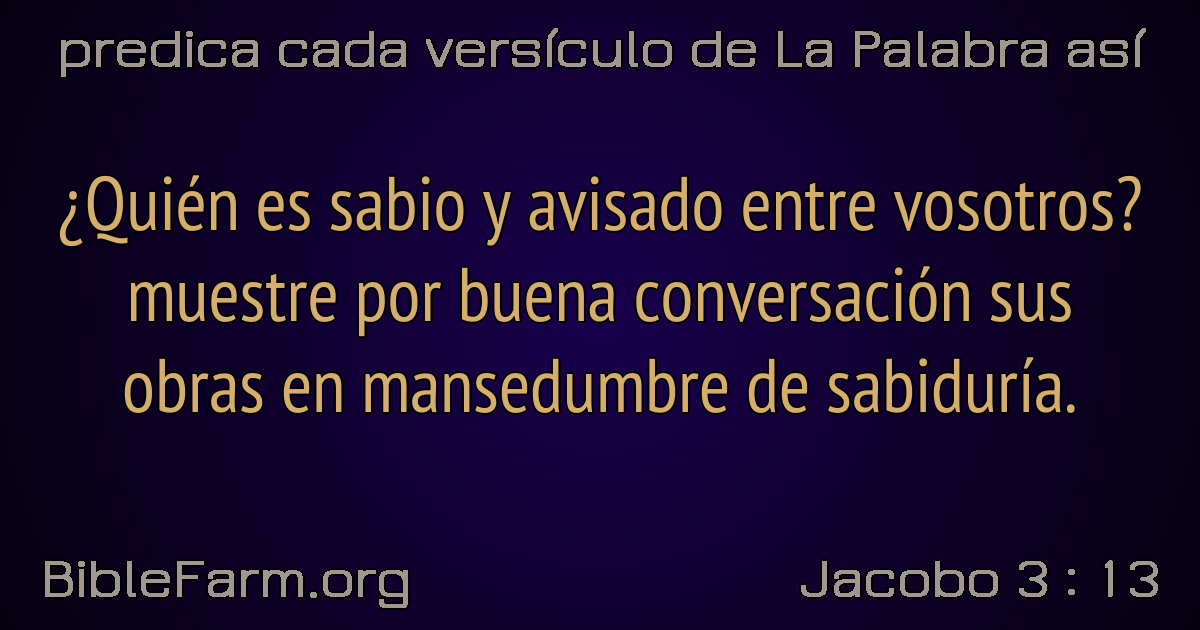 predica cada versículo de La Palabra así
¿Quién es sabio y avisado entre vosotros?
muestre por buena conversación sus
obras en mansedumbre de sabiduría.
BibleFarm.org
Jacobo 3 : 13